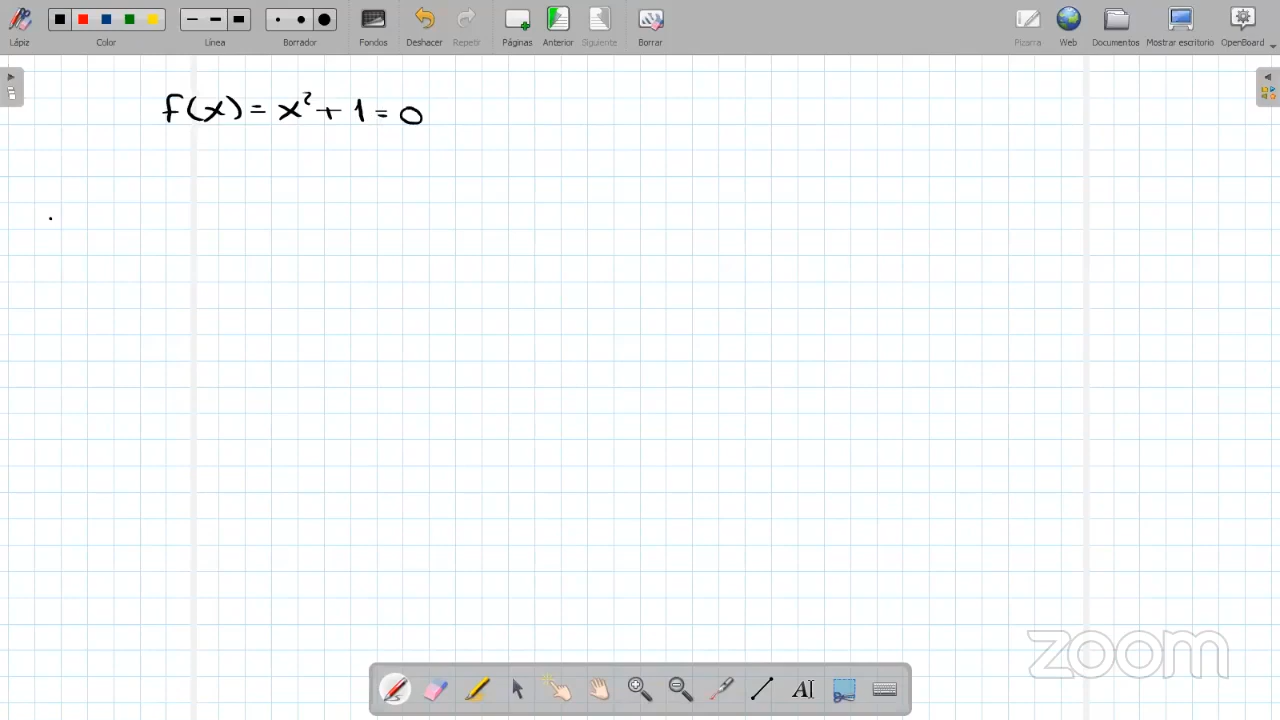 Lápiz Color Línea Borrador Fondos Deshacer Repetir Páginas Anterior Siguiente Borrar Pizarra Web Documentos Mostrar escritorio OpenBoard
f(x) = x² + 1 = 0
AI
zoom